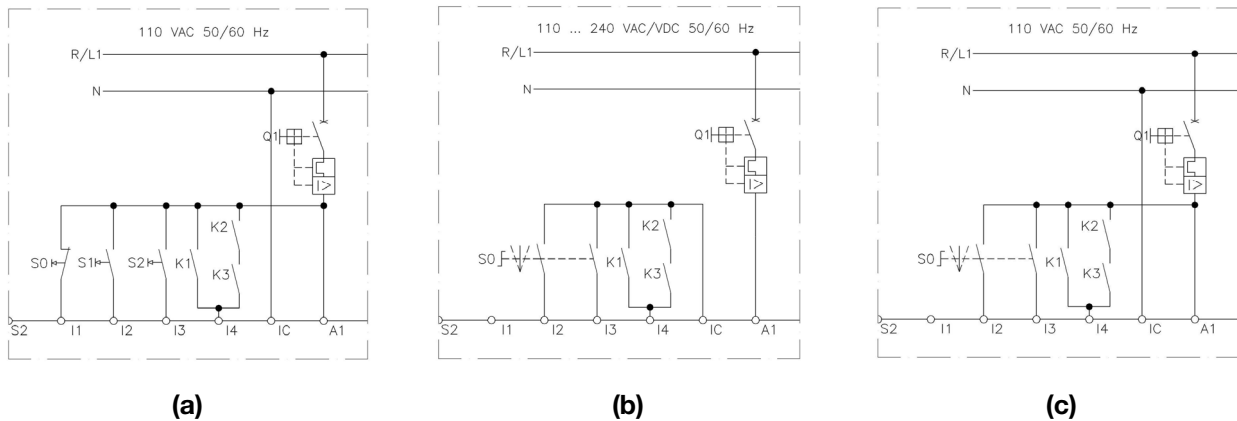 110 VAC 50/60 Hz
R/L1
N
Q1
I>
K2
S0
S1
S2
K1
K3
S2
I1
I2
I3
I4
IC
A1
(a)
110 ... 240 VAC/VDC 50/60 Hz
R/L1
N
Q1
I>
K2
S0
K1
K3
S2
I1
I2
I3
I4
IC
A1
(b)
110 VAC 50/60 Hz
R/L1
N
Q1
I>
K2
S0
K1
K3
S2
I1
I2
I3
I4
IC
A1
(c)